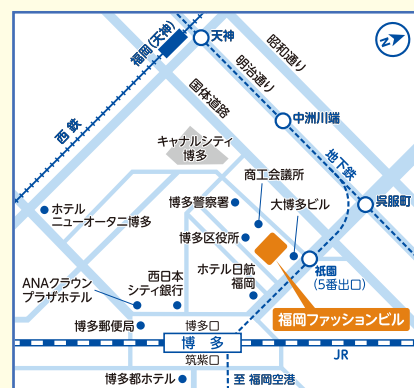 天神
福岡(天神)
昭和通り
Z
明治通り
国体道路
西鉄
中洲川端
キャナルシティ
博多
地下鉄
商工会議所
呉服町
博多警察署
大博多ビル
ホテル
ニューオータニ博多
博多区役所
ホテル日航
福岡
祇園
(5番出口)
ANAクラウン
プラザホテル
西日本
シティ銀行
福岡ファッションビル
博多郵便局
博多口
博多
JR
筑紫口
博多都ホテル
至 福岡空港